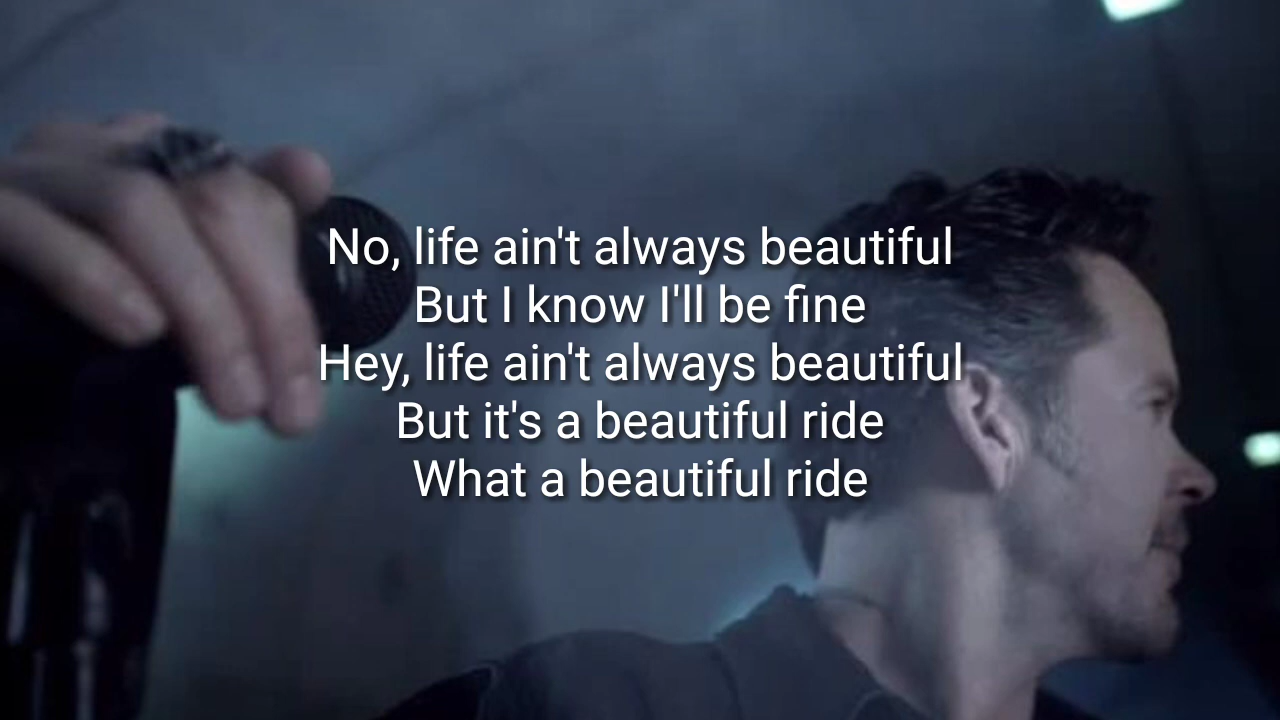 No, life ain't always beautiful
But I know I'll be fine
Hey, life ain't always beautiful
But it's a beautiful ride
What a beautiful ride